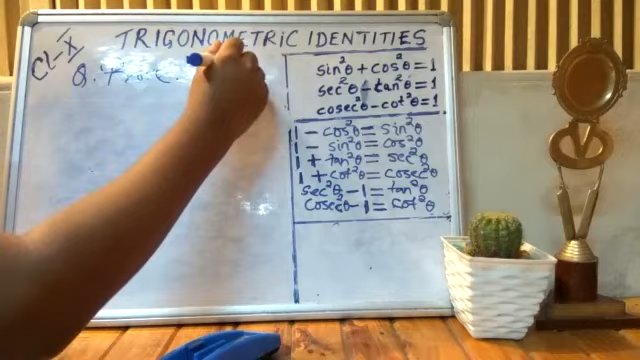 TRIGONOMETRIC IDENTITIES
Cl-X
Q.
sin²θ + cos²θ = 1
sec²θ - tan²θ = 1
cosec²θ - cot²θ = 1
1 - cos²θ = sin²θ
1 - sin²θ = cos²θ
1 + tan²θ = sec²θ
1 + cot²θ = cosec²θ
sec²θ - 1 = tan²θ
cosec²θ - 1 = cot²θ